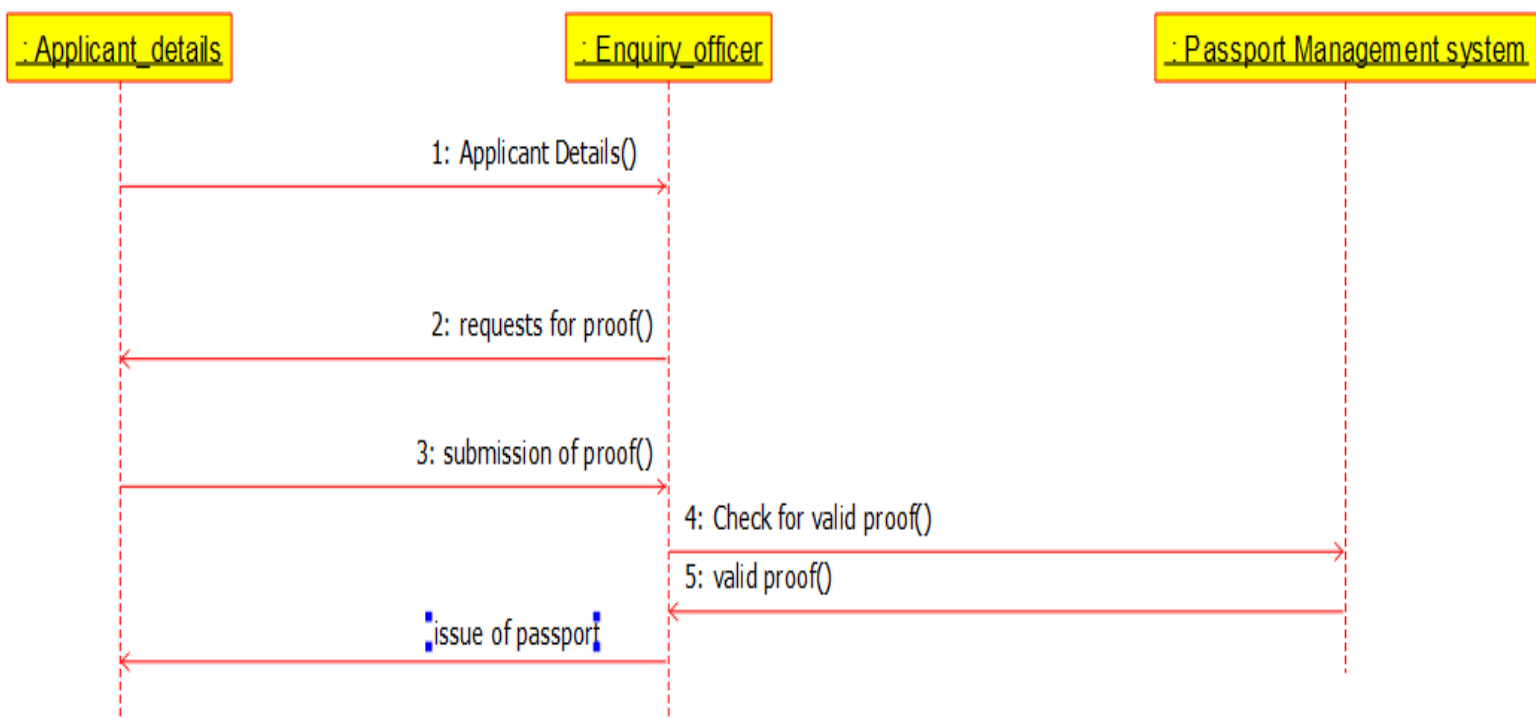 : Applicant_details
: Enquiry_officer
: Passport Management system
1: Applicant Details()
2: requests for proof()
3: submission of proof()
4: Check for valid proof()
5: valid proof()
issue of passport